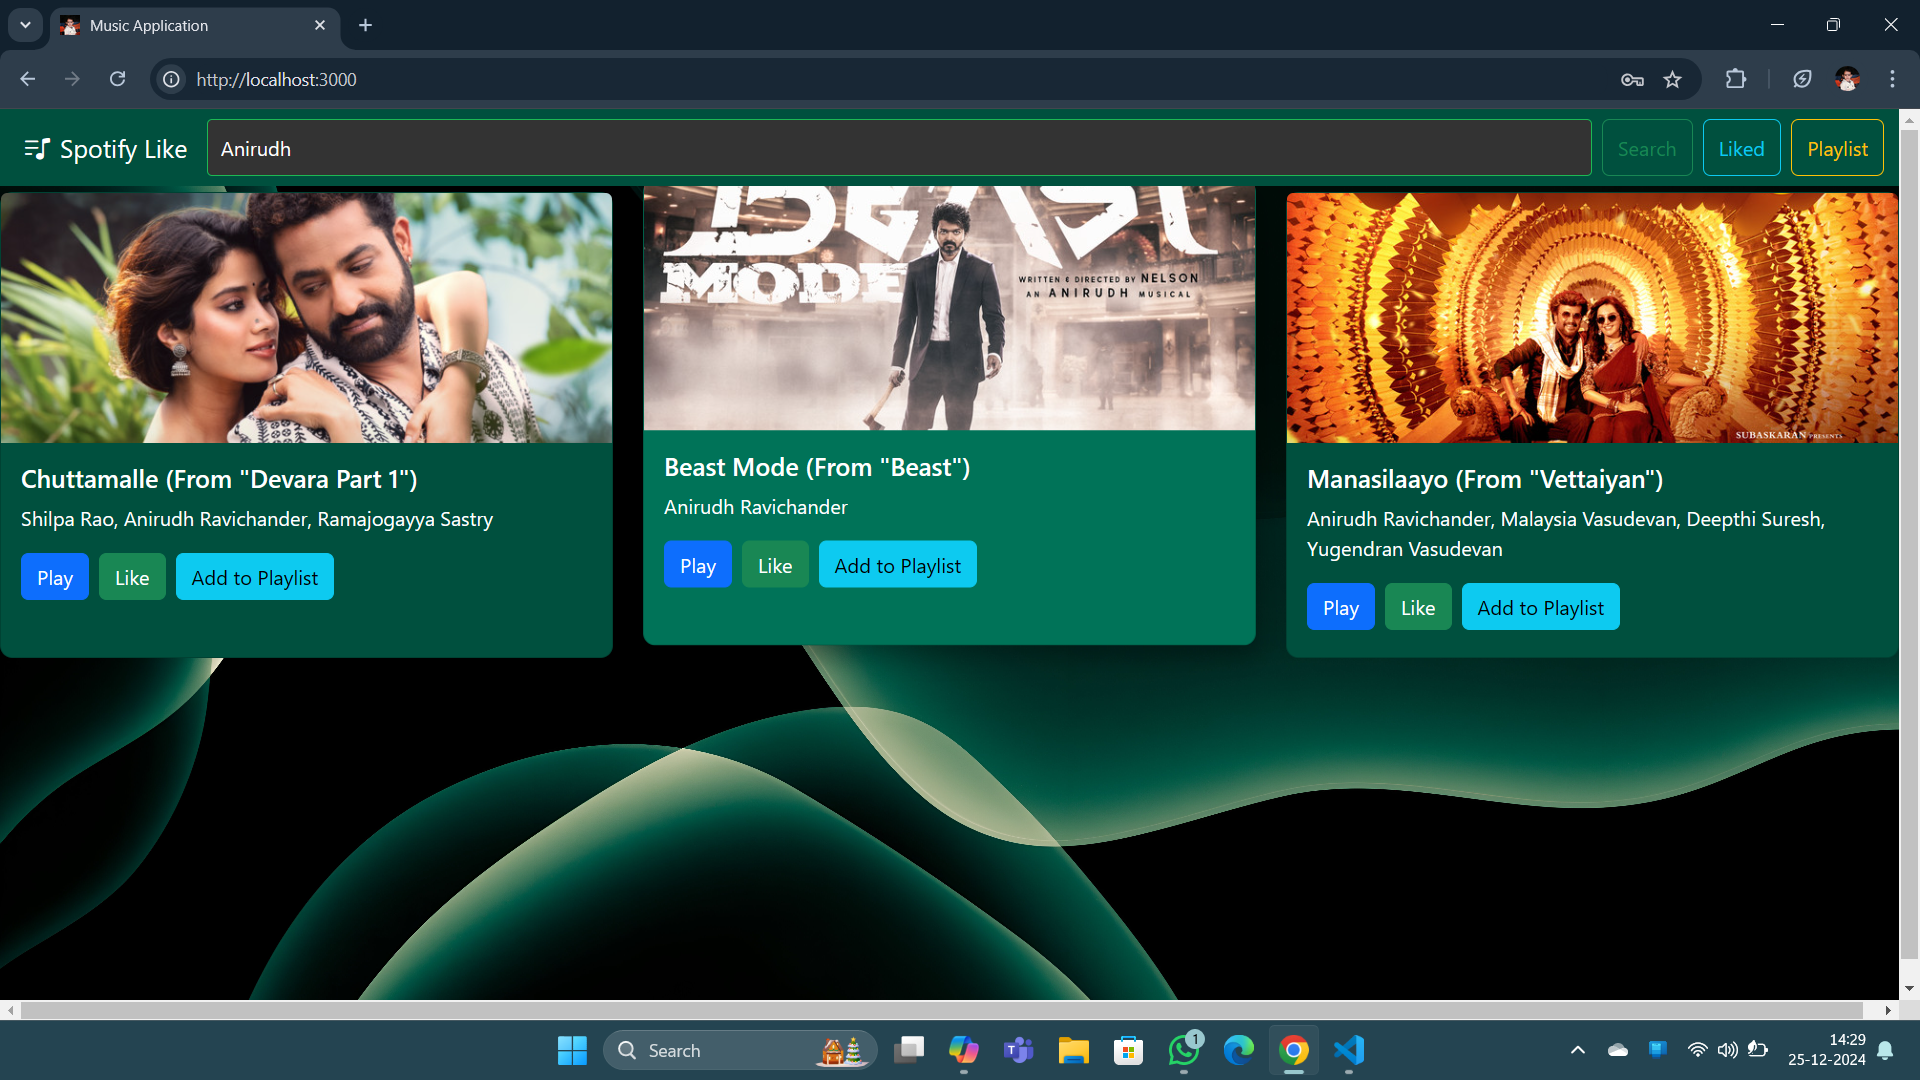 Music Application
http://localhost:3000
Spotify Like
Anirudh
Search
Liked
Playlist
BEAST
MODE
WRITTEN & DIRECTED BY NELSON
AN ANIRUDH MUSICAL
SUBASKARAN PRESENTS
Chuttamalle (From "Devara Part 1")
Shilpa Rao, Anirudh Ravichander, Ramajogayya Sastry
Play
Like
Add to Playlist
Beast Mode (From "Beast")
Anirudh Ravichander
Play
Like
Add to Playlist
Manasilaayo (From "Vettaiyan")
Anirudh Ravichander, Malaysia Vasudevan, Deepthi Suresh,
Yugendran Vasudevan
Play
Like
Add to Playlist
Search
1
14:29
25-12-2024